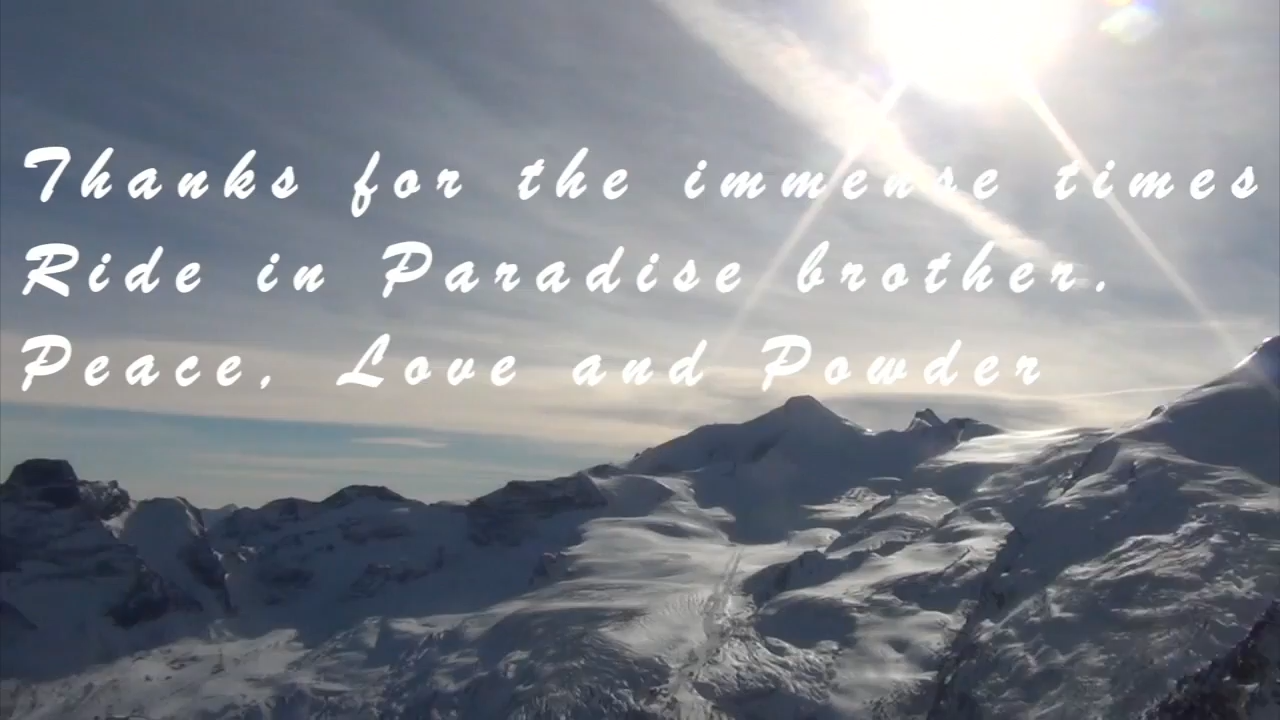 Thanks for the immense times
Ride in Paradise brother.
Peace, Love and Powder